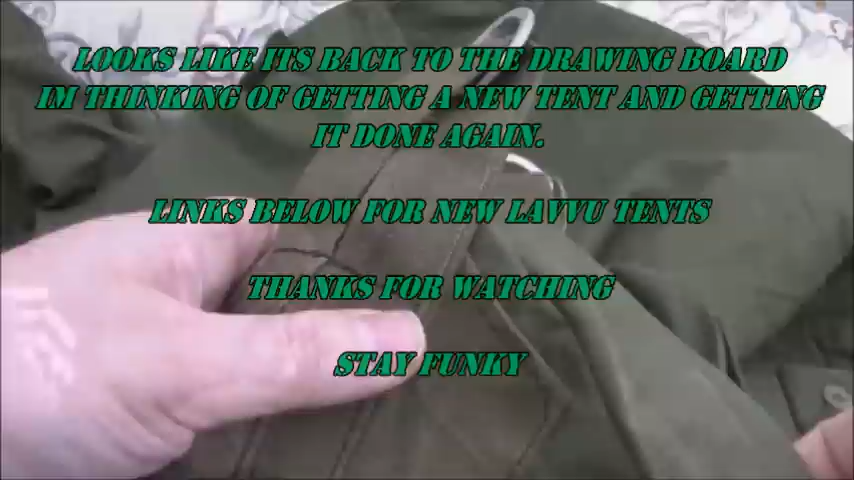 LOOKS LIKE ITS BACK TO THE DRAWING BOARD
IM THINKING OF GETTING A NEW TENT AND GETTING
IT DONE AGAIN.
LINKS BELOW FOR NEW LAVVU TENTS
THANKS FOR WATCHING
STAY FUNKY